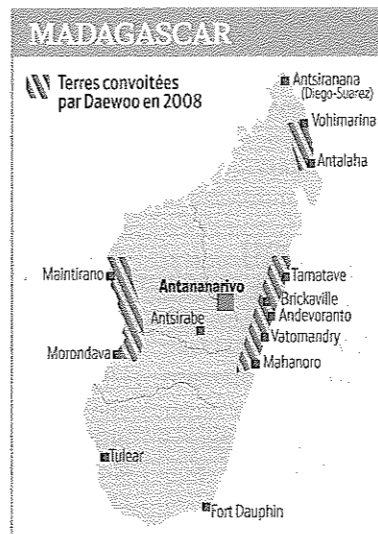 MADAGASCAR
Terres convoitées
par Daewoo en 2008
Antsiranana
(Diego-Suarez)
Vohimarina
Antalaha
Maintirano
Tamatave
Antananarivo
Brickaville
Andevoranto
Antsirabe
Vatomandry
Morondava
Mahanoro
Tulear
Fort Dauphin